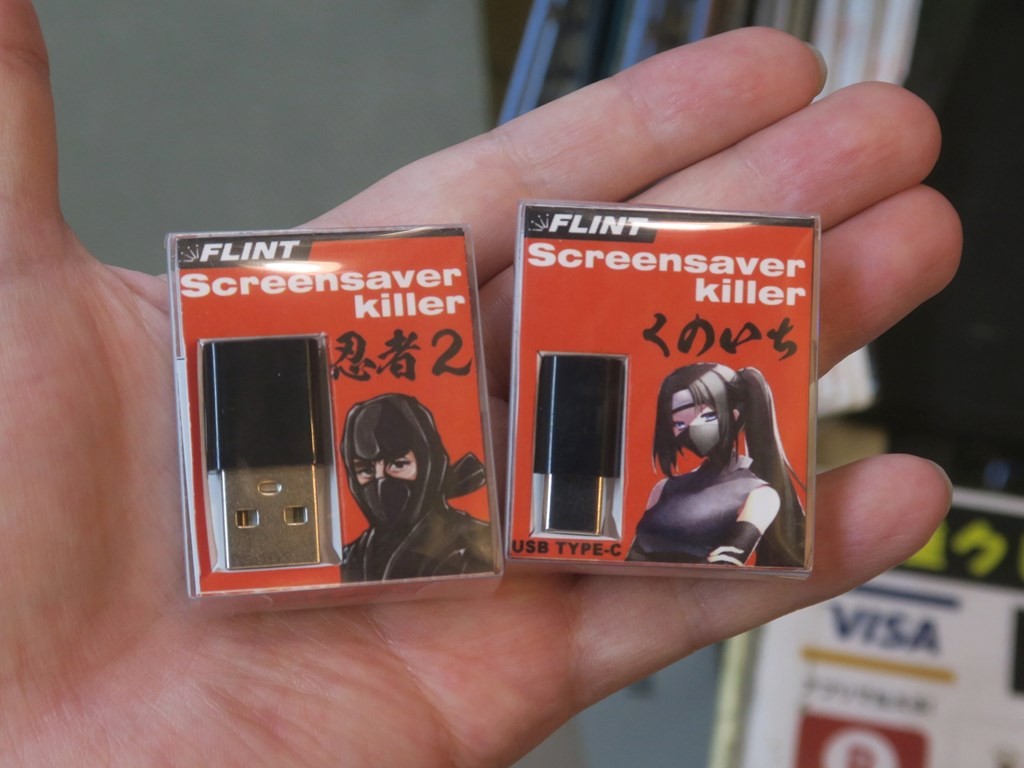 FLINT
Screensaver
killer
忍者2
FLINT
Screensaver
killer
くのいち
USB TYPE-C
VISA